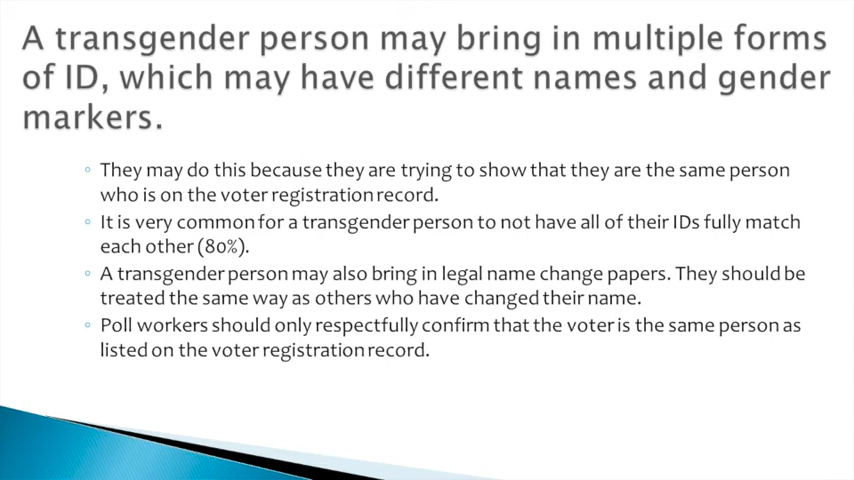 A transgender person may bring in multiple forms
of ID, which may have different names and gender
markers.
◦ They may do this because they are trying to show that they are the same person
who is on the voter registration record.
◦ It is very common for a transgender person to not have all of their IDs fully match
each other (80%).
◦ A transgender person may also bring in legal name change papers. They should be
treated the same way as others who have changed their name.
◦ Poll workers should only respectfully confirm that the voter is the same person as
listed on the voter registration record.